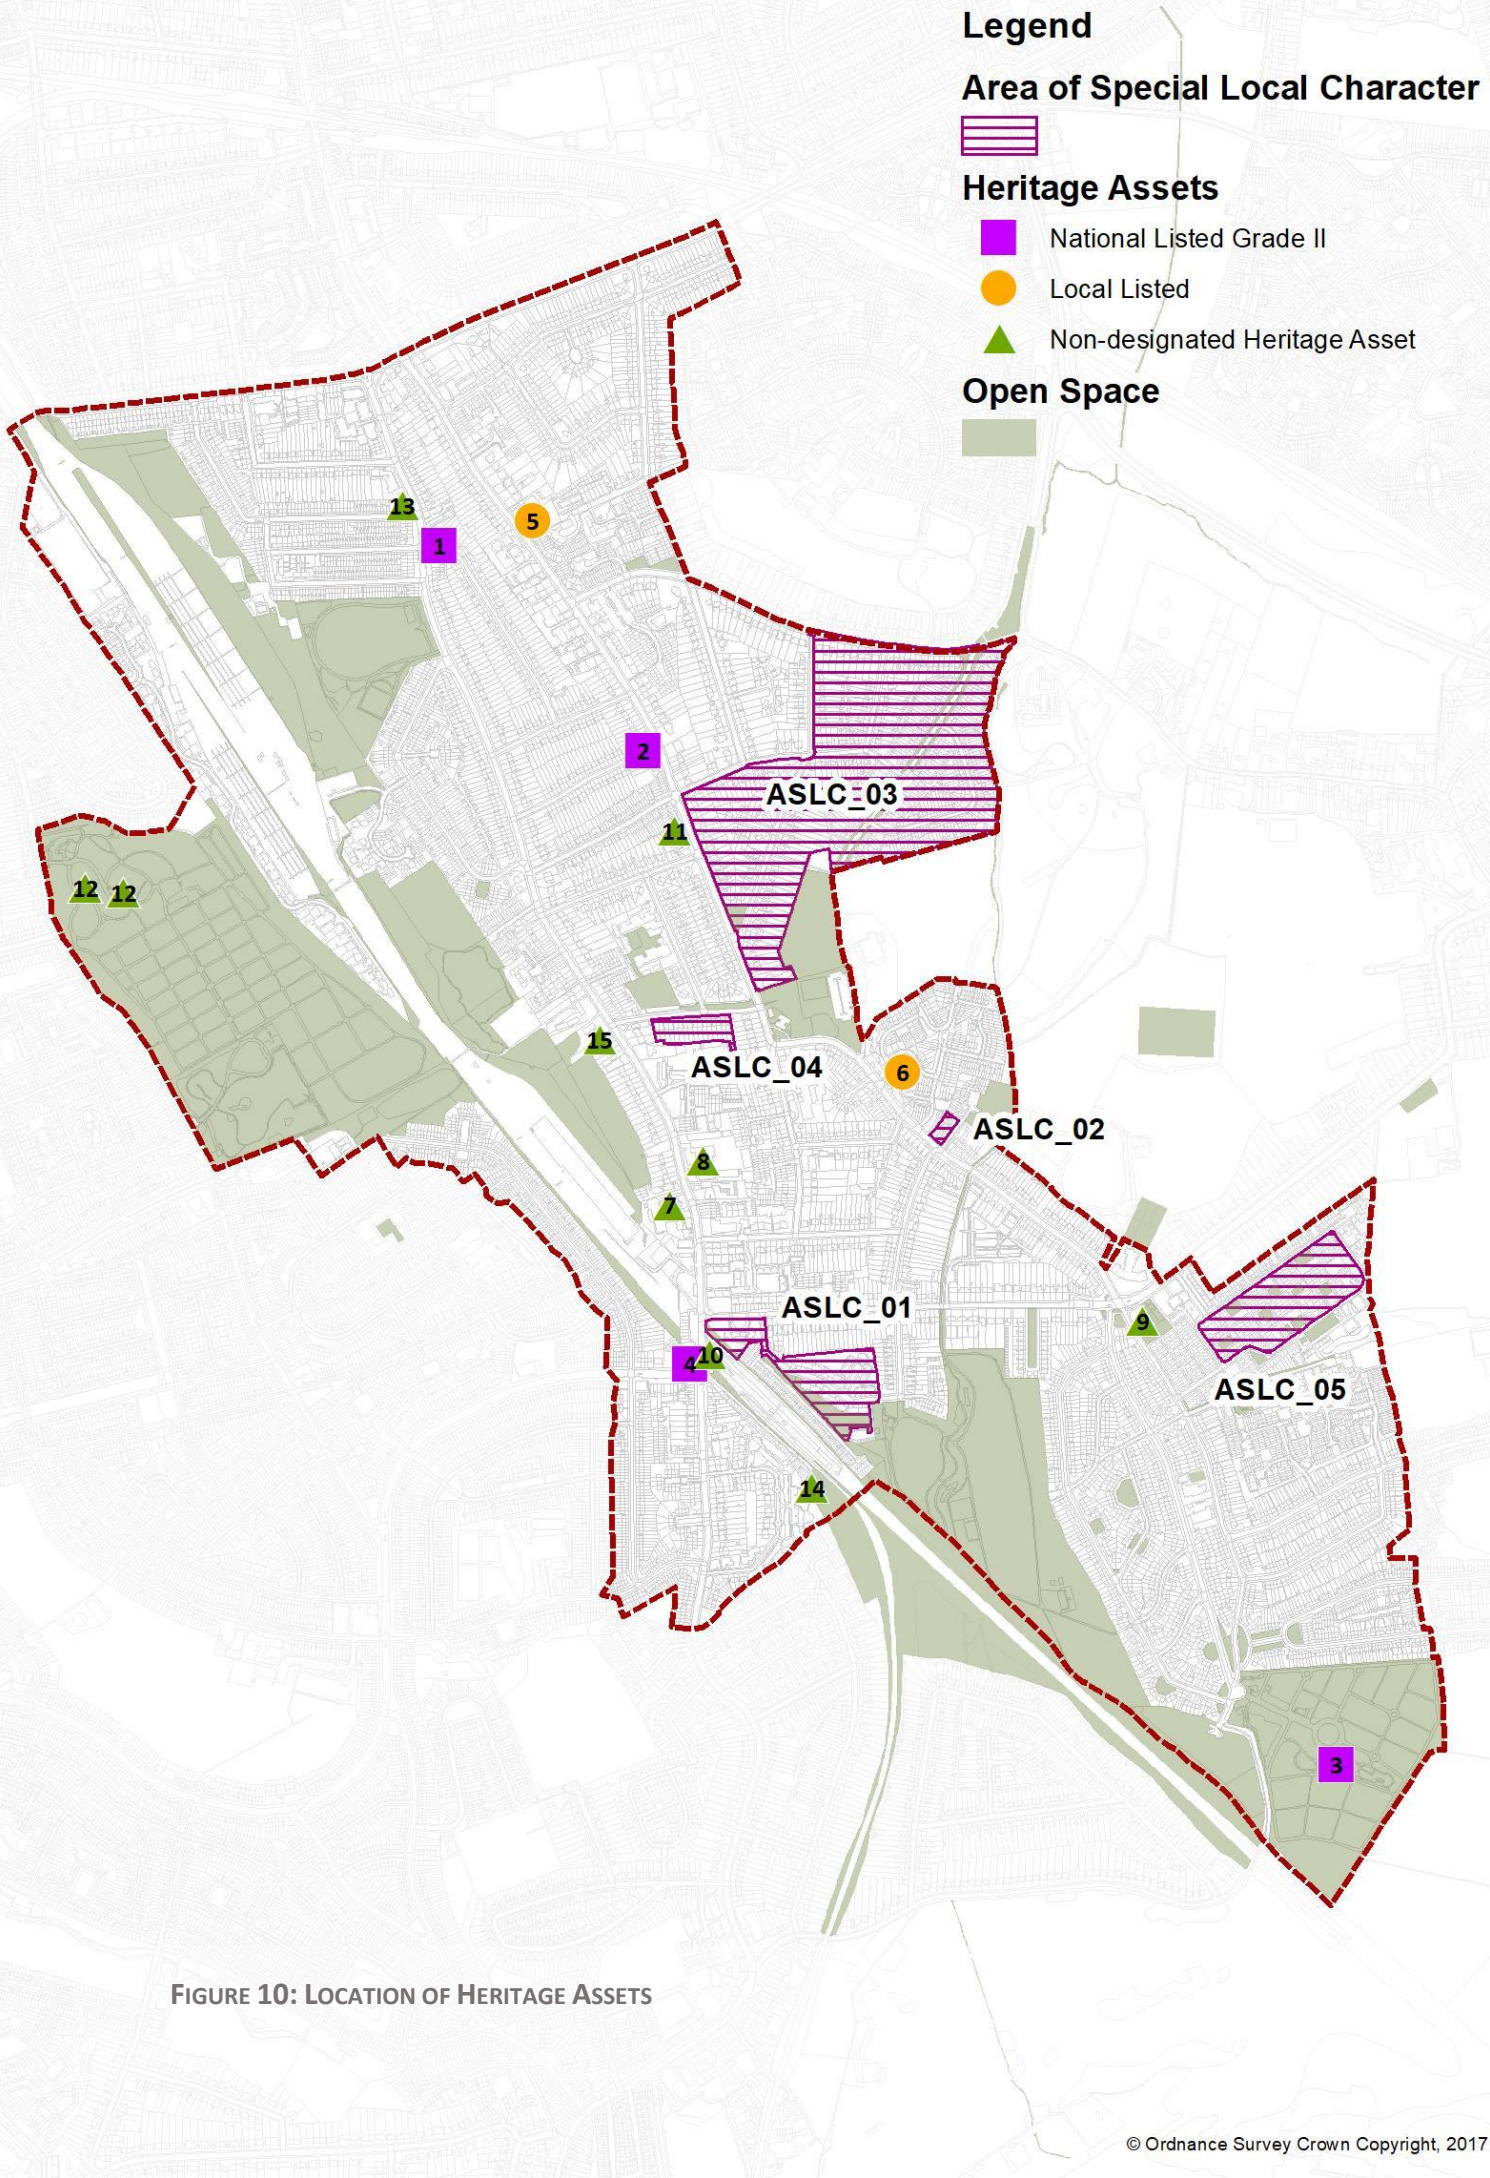 Legend
Area of Special Local Character
Heritage Assets
National Listed Grade II
Local Listed
Non-designated Heritage Asset
Open Space
13
5
1
2
ASLC_03
11
12
12
15
ASLC_04
6
ASLC_02
8
7
ASLC_01
9
4
10
ASLC_05
14
3
FIGURE 10: LOCATION OF HERITAGE ASSETS
© Ordnance Survey Crown Copyright, 2017